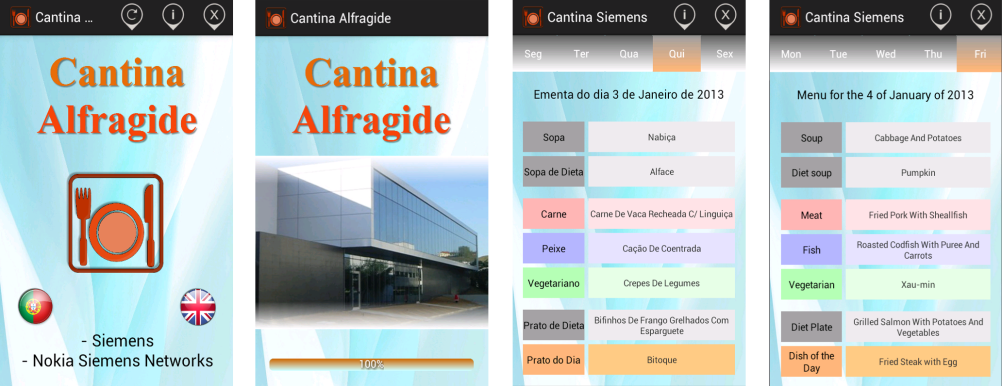 Cantina ...
i
X
Cantina
Alfragide
- Siemens
- Nokia Siemens Networks
Cantina Alfragide
Cantina
Alfragide
100%
Cantina Siemens
i
X
Seg Ter Qua Qui Sex
Ementa do dia 3 de Janeiro de 2013
Sopa Nabiça
Sopa de Dieta Alface
Carne Carne De Vaca Recheada C/ Linguiça
Peixe Cação De Coentrada
Vegetariano Crepes De Legumes
Prato de Dieta Bifinhos De Frango Grelhados Com
Esparguete
Prato do Dia Bitoque
Cantina Siemens
i
X
Mon Tue Wed Thu Fri
Menu for the 4 of January of 2013
Soup Cabbage And Potatoes
Diet soup Pumpkin
Meat Fried Pork With Sheallfish
Fish Roasted Codfish With Puree And
Carrots
Vegetarian Xau-min
Diet Plate Grilled Salmon With Potatoes And
Vegetables
Dish of the
Day Fried Steak with Egg